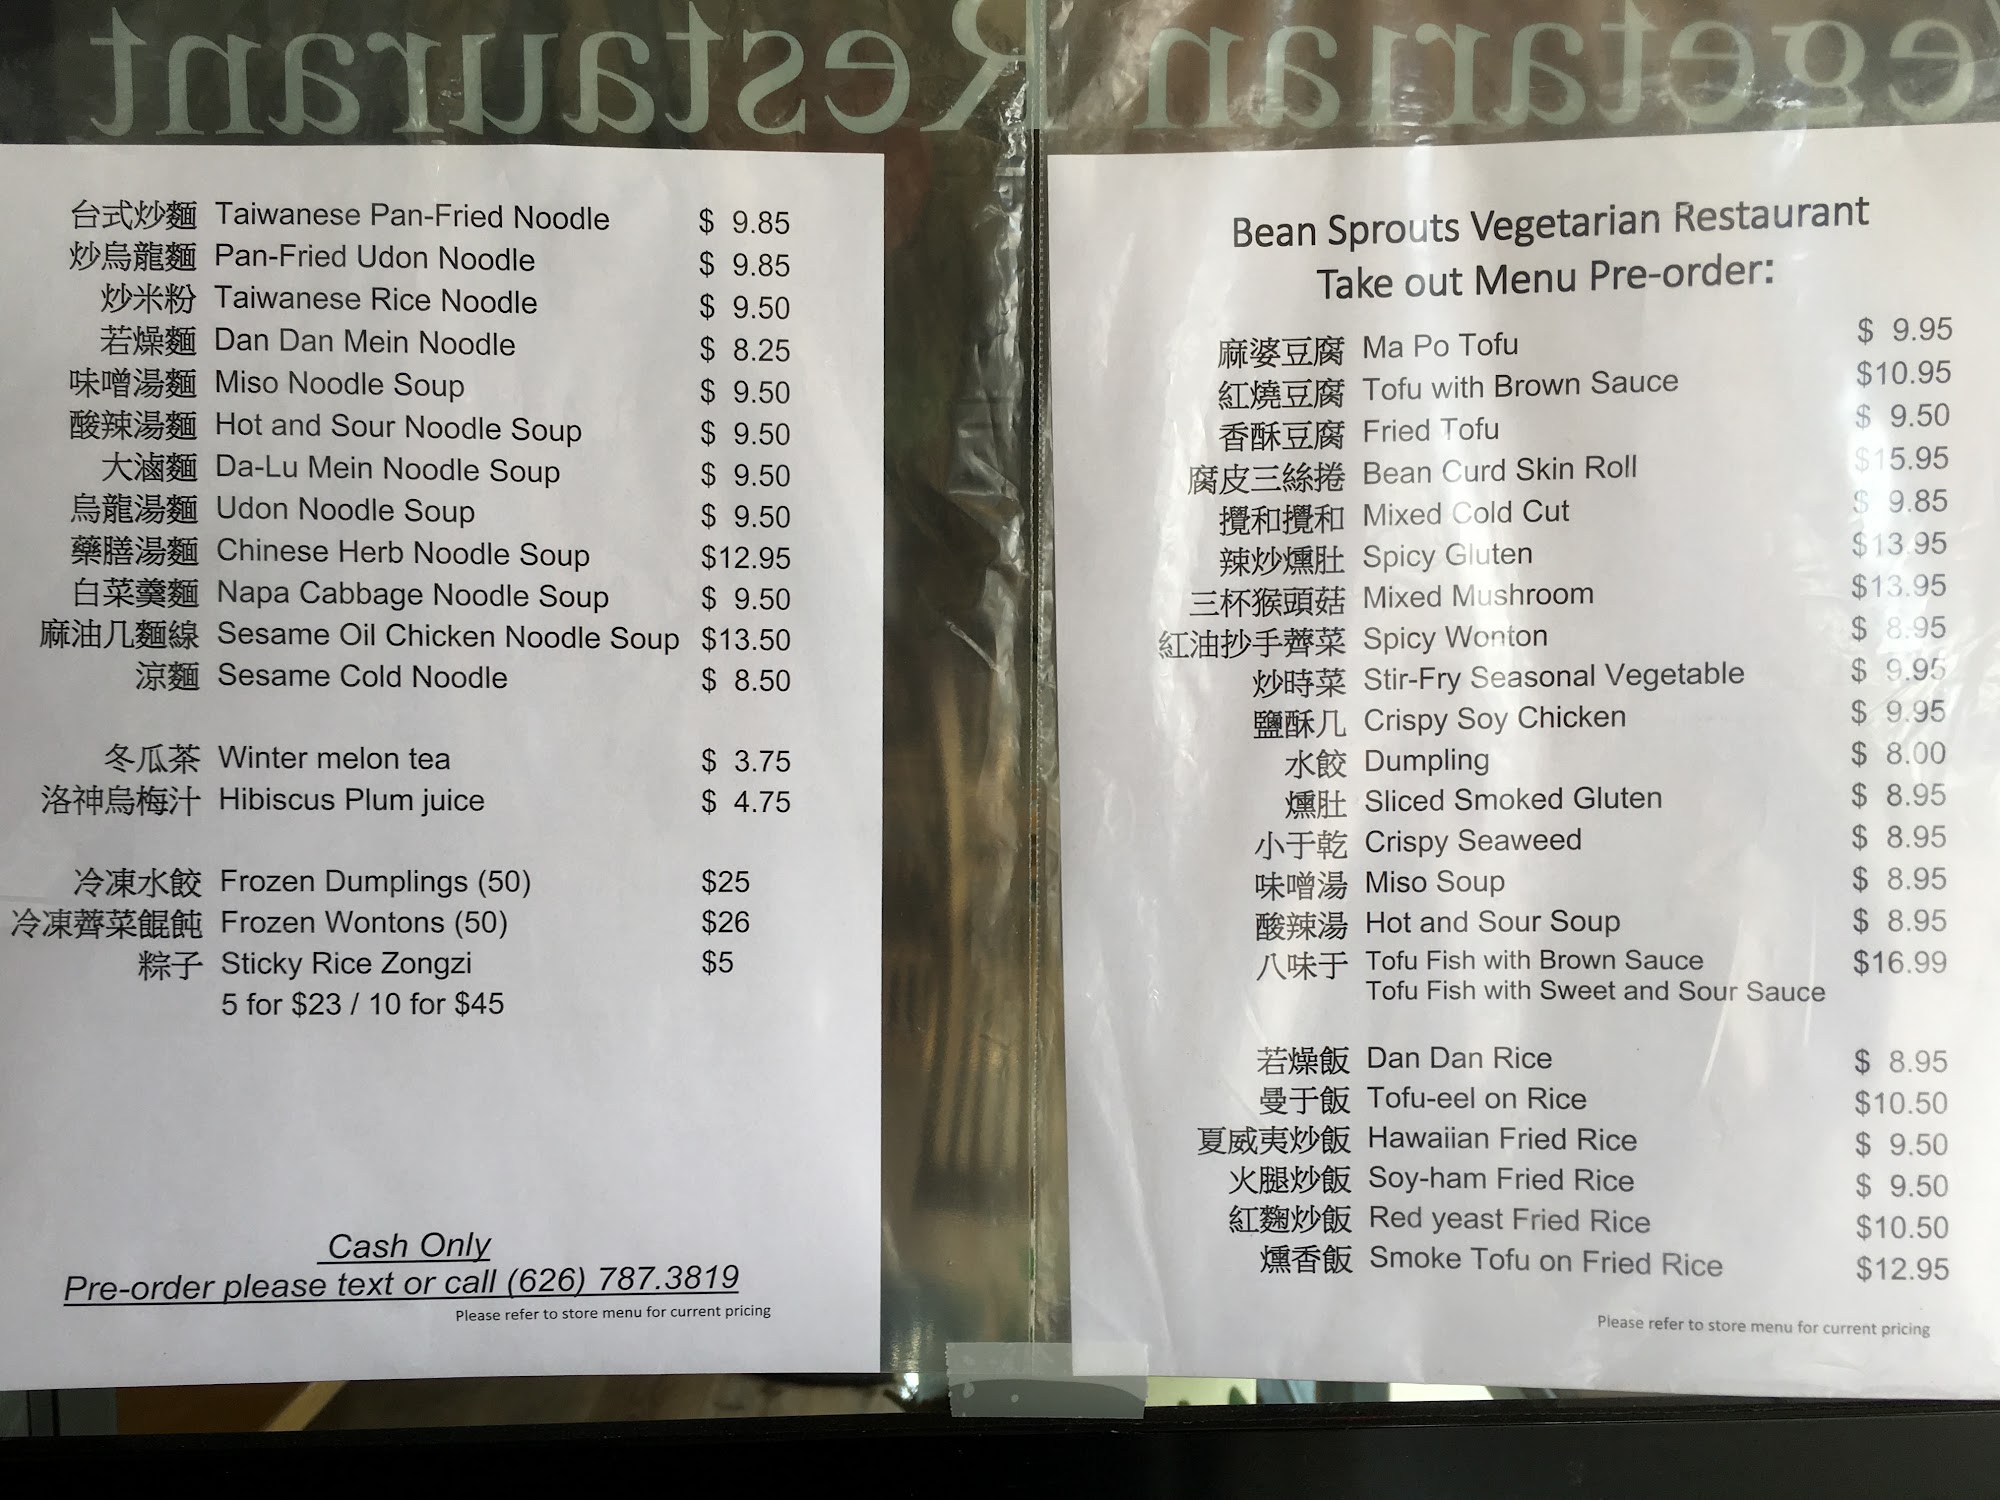 Vegetarian Restaurant
台式炒麵 Taiwanese Pan-Fried Noodle $ 9.85
炒烏龍麵 Pan-Fried Udon Noodle $ 9.85
炒米粉 Taiwanese Rice Noodle $ 9.50
若燥麵 Dan Dan Mein Noodle $ 8.25
味噌湯麵 Miso Noodle Soup $ 9.50
酸辣湯麵 Hot and Sour Noodle Soup $ 9.50
大滷麵 Da-Lu Mein Noodle Soup $ 9.50
烏龍湯麵 Udon Noodle Soup $ 9.50
藥膳湯麵 Chinese Herb Noodle Soup $12.95
白菜羹麵 Napa Cabbage Noodle Soup $ 9.50
麻油几麵線 Sesame Oil Chicken Noodle Soup $13.50
涼麵 Sesame Cold Noodle $ 8.50
冬瓜茶 Winter melon tea $ 3.75
洛神烏梅汁 Hibiscus Plum juice $ 4.75
冷凍水餃 Frozen Dumplings (50) $25
冷凍薺菜餛飩 Frozen Wontons (50) $26
粽子 Sticky Rice Zongzi $5
5 for $23 / 10 for $45
Cash Only
Pre-order please text or call (626) 787.3819
Please refer to store menu for current pricing
Bean Sprouts Vegetarian Restaurant
Take out Menu Pre-order:
麻婆豆腐 Ma Po Tofu $ 9.95
紅燒豆腐 Tofu with Brown Sauce $10.95
香酥豆腐 Fried Tofu $ 9.50
腐皮三絲捲 Bean Curd Skin Roll $15.95
攪和攪和 Mixed Cold Cut $ 9.85
辣炒燻肚 Spicy Gluten $13.95
三杯猴頭菇 Mixed Mushroom $13.95
紅油抄手薺菜 Spicy Wonton $ 8.95
炒時菜 Stir-Fry Seasonal Vegetable $ 9.95
鹽酥几 Crispy Soy Chicken $ 9.95
水餃 Dumpling $ 8.00
燻肚 Sliced Smoked Gluten $ 8.95
小于乾 Crispy Seaweed $ 8.95
味噌湯 Miso Soup $ 8.95
酸辣湯 Hot and Sour Soup $ 8.95
八味于 Tofu Fish with Brown Sauce $16.99
Tofu Fish with Sweet and Sour Sauce
若燥飯 Dan Dan Rice $ 8.95
曼于飯 Tofu-eel on Rice $10.50
夏威夷炒飯 Hawaiian Fried Rice $ 9.50
火腿炒飯 Soy-ham Fried Rice $ 9.50
紅麴炒飯 Red yeast Fried Rice $10.50
燻香飯 Smoke Tofu on Fried Rice $12.95
Please refer to store menu for current pricing